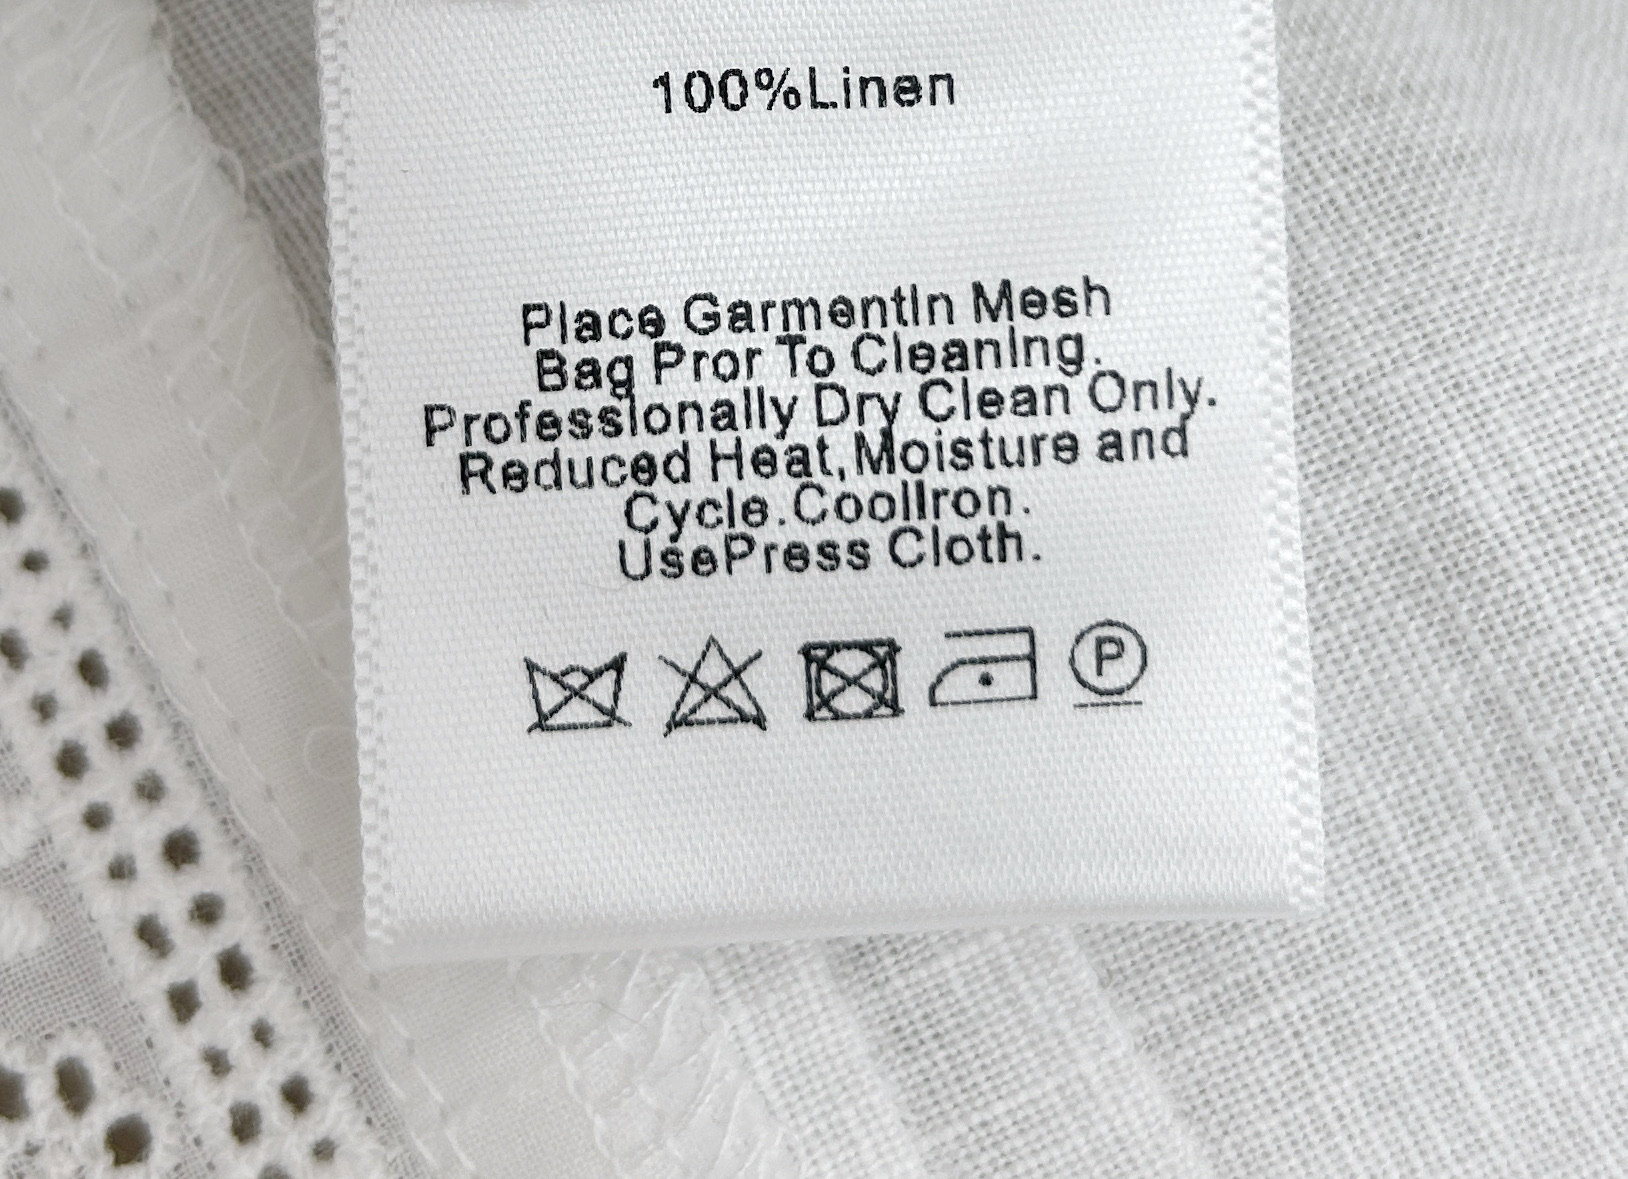 100%Linen
Place GarmentIn Mesh
Bag Pror To CleanIng.
ProfessIonally Dry Clean Only.
Reduced Heat,Moisture and
Cycle.CoolIron.
UsePress Cloth.
P